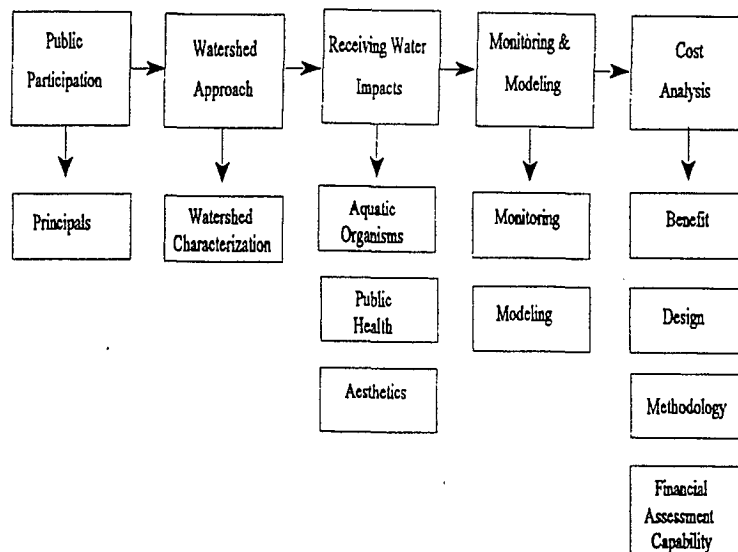 Public
Participation
Watershed
Approach
Receiving Water
Impacts
Monitoring &
Modeling
Cost
Analysis
Principals
Watershed
Characterization
Aquatic
Organisms
Public
Health
Aesthetics
Monitoring
Modeling
Benefit
Design
Methodology
Financial
Assessment
Capability